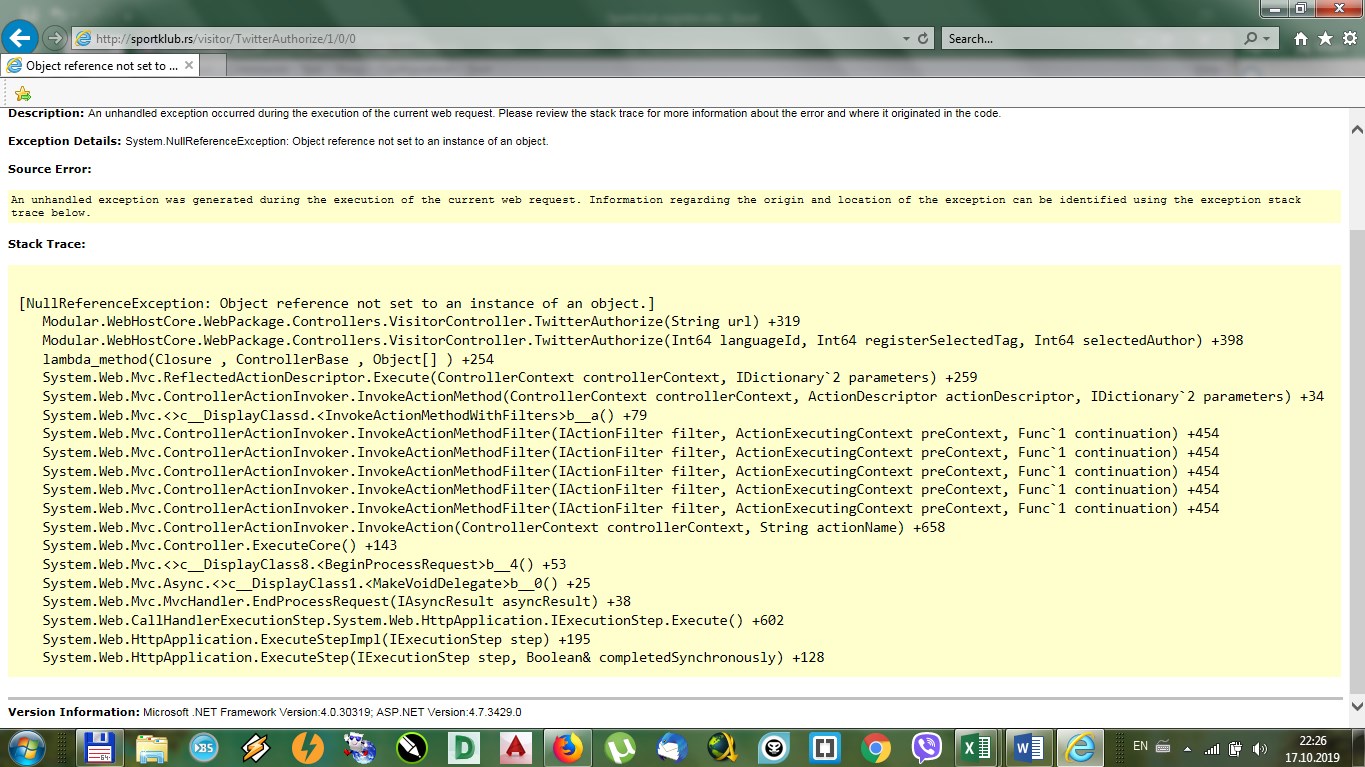 http://sportklub.rs/visitor/TwitterAuthorize/1/0/0
Search...
Object reference not set to ...
Description: An unhandled exception occurred during the execution of the current web request. Please review the stack trace for more information about the error and where it originated in the code.
Exception Details: System.NullReferenceException: Object reference not set to an instance of an object.
Source Error:
An unhandled exception was generated during the execution of the current web request. Information regarding the origin and location of the exception can be identified using the exception stack
trace below.
Stack Trace:
[NullReferenceException: Object reference not set to an instance of an object.]
Modular.WebHostCore.WebPackage.Controllers.VisitorController.TwitterAuthorize(String url) +319
Modular.WebHostCore.WebPackage.Controllers.VisitorController.TwitterAuthorize(Int64 languageId, Int64 registerSelectedTag, Int64 selectedAuthor) +398
lambda_method(Closure , ControllerBase , Object[] ) +254
System.Web.Mvc.ReflectedActionDescriptor.Execute(ControllerContext controllerContext, IDictionary`2 parameters) +259
System.Web.Mvc.ControllerActionInvoker.InvokeActionMethod(ControllerContext controllerContext, ActionDescriptor actionDescriptor, IDictionary`2 parameters) +34
System.Web.Mvc.<>c__DisplayClassd.<InvokeActionMethodWithFilters>b__a() +79
System.Web.Mvc.ControllerActionInvoker.InvokeActionMethodFilter(IActionFilter filter, ActionExecutingContext preContext, Func`1 continuation) +454
System.Web.Mvc.ControllerActionInvoker.InvokeActionMethodFilter(IActionFilter filter, ActionExecutingContext preContext, Func`1 continuation) +454
System.Web.Mvc.ControllerActionInvoker.InvokeActionMethodFilter(IActionFilter filter, ActionExecutingContext preContext, Func`1 continuation) +454
System.Web.Mvc.ControllerActionInvoker.InvokeActionMethodFilter(IActionFilter filter, ActionExecutingContext preContext, Func`1 continuation) +454
System.Web.Mvc.ControllerActionInvoker.InvokeActionMethodFilter(IActionFilter filter, ActionExecutingContext preContext, Func`1 continuation) +454
System.Web.Mvc.ControllerActionInvoker.InvokeAction(ControllerContext controllerContext, String actionName) +658
System.Web.Mvc.Controller.ExecuteCore() +143
System.Web.Mvc.<>c__DisplayClass8.<BeginProcessRequest>b__4() +53
System.Web.Mvc.Async.<>c__DisplayClass1.<MakeVoidDelegate>b__0() +25
System.Web.Mvc.MvcHandler.EndProcessRequest(IAsyncResult asyncResult) +38
System.Web.CallHandlerExecutionStep.System.Web.HttpApplication.IExecutionStep.Execute() +602
System.Web.HttpApplication.ExecuteStepImpl(IExecutionStep step) +195
System.Web.HttpApplication.ExecuteStep(IExecutionStep step, Boolean& completedSynchronously) +128
Version Information: Microsoft .NET Framework Version:4.0.30319; ASP.NET Version:4.7.3429.0
EN
22:26
17.10.2019